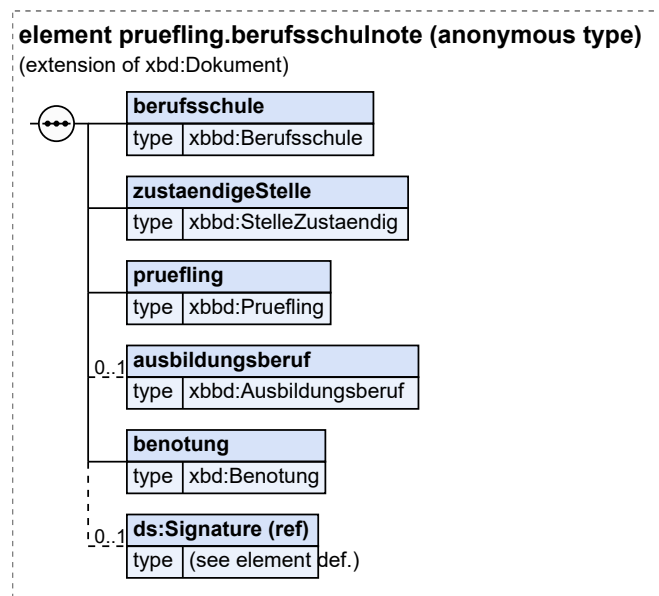 element pruefling.berufsschulnote (anonymous type)
(extension of xbd:Dokument)
berufsschule
type xbbd:Berufsschule
zustaendigeStelle
type xbbd:StelleZustaendig
pruefling
type xbbd:Pruefling
0..1 ausbildungsberuf
type xbbd:Ausbildungsberuf
benotung
type xbd:Benotung
0..1 ds:Signature (ref)
type (see element def.)